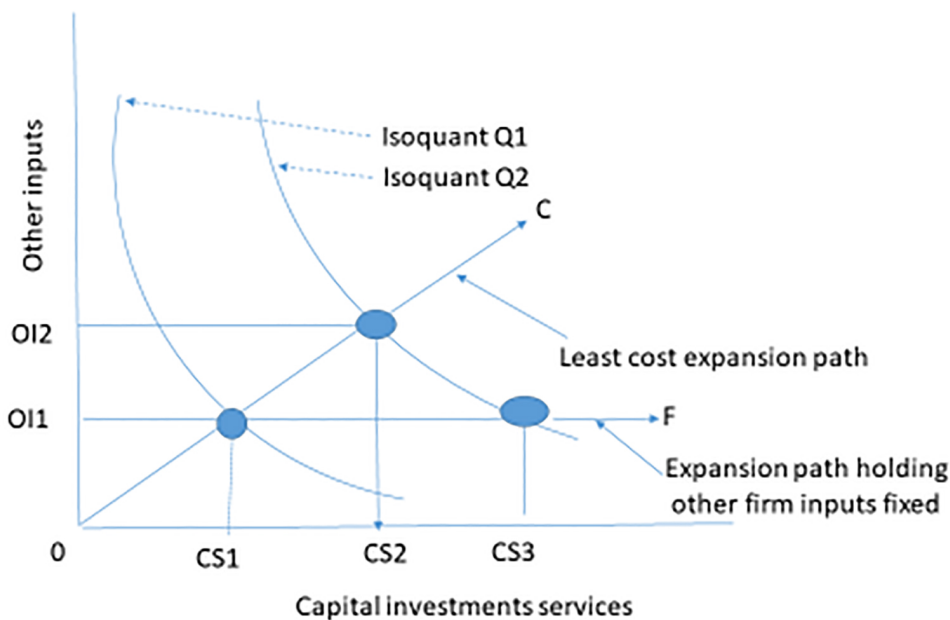 Other inputs
Isoquant Q1
Isoquant Q2
C
OI2
Least cost expansion path
OI1
F
Expansion path holding
other firm inputs fixed
0
CS1
CS2
CS3
Capital investments services